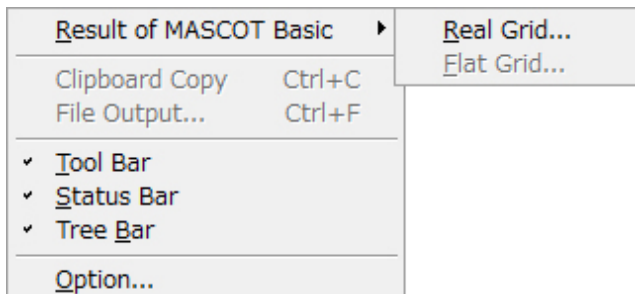 Result of MASCOT Basic
Real Grid...
Flat Grid...
Clipboard Copy Ctrl+C
File Output... Ctrl+F
Tool Bar
Status Bar
Tree Bar
Option...